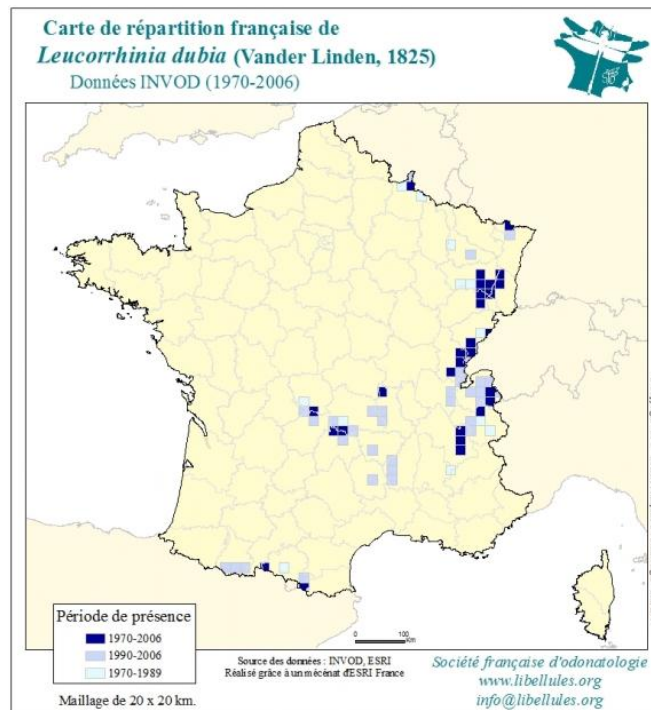 Carte de répartition française de
Leucorrhinia dubia (Vander Linden, 1825)
Données INVOD (1970-2006)
Période de présence
1970-2006
1990-2006
1970-1989
Maillage de 20 x 20 km.
0 100
km
Source des données : INVOD, ESRI
Réalisé grâce à un mécénat d'ESRI France
Société française d'odonatologie
www.libellules.org
info@libellules.org